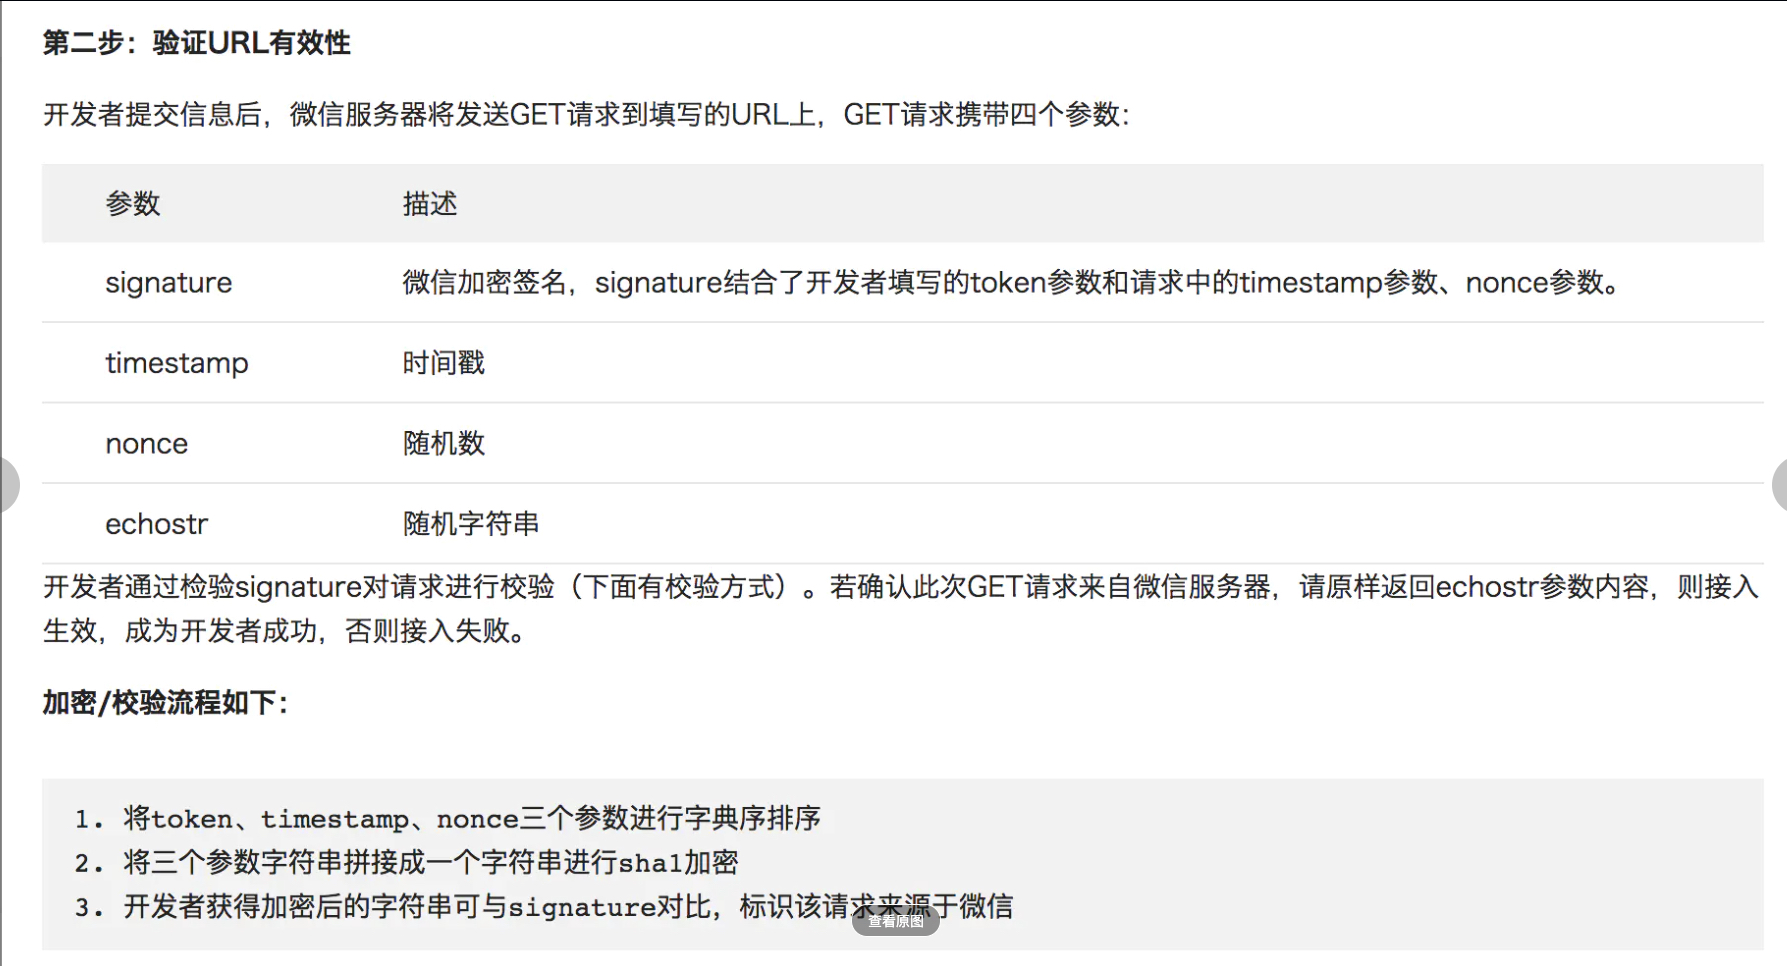 第二步：验证URL有效性
开发者提交信息后，微信服务器将发送GET请求到填写的URL上，GET请求携带四个参数：
参数 描述
signature 微信加密签名，signature结合了开发者填写的token参数和请求中的timestamp参数、nonce参数。
timestamp 时间戳
nonce 随机数
echostr 随机字符串
开发者通过检验signature对请求进行校验（下面有校验方式）。若确认此次GET请求来自微信服务器，请原样返回echostr参数内容，则接入
生效，成为开发者成功，否则接入失败。
加密/校验流程如下：
1. 将token、timestamp、nonce三个参数进行字典序排序
2. 将三个参数字符串拼接成一个字符串进行sha1加密
3. 开发者获得加密后的字符串可与signature对比，标识该请求来源于微信
查看原图